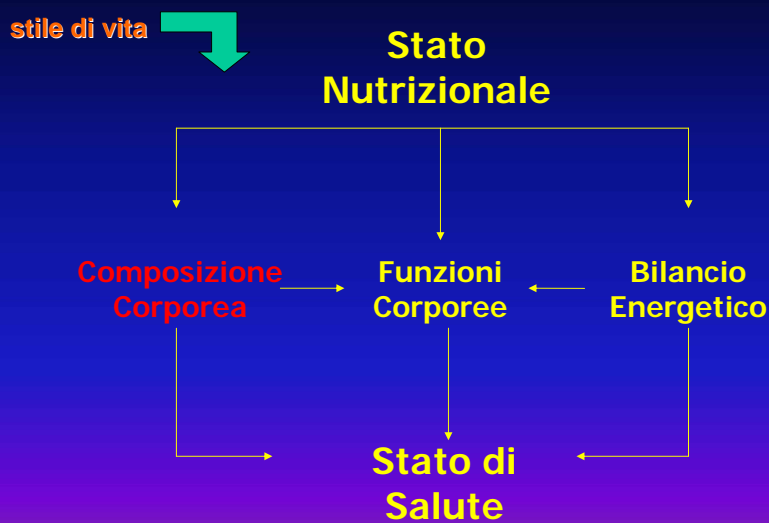 stile di vita
Stato
Nutrizionale
Composizione
Corporea
Funzioni
Corporee
Bilancio
Energetico
Stato di
Salute